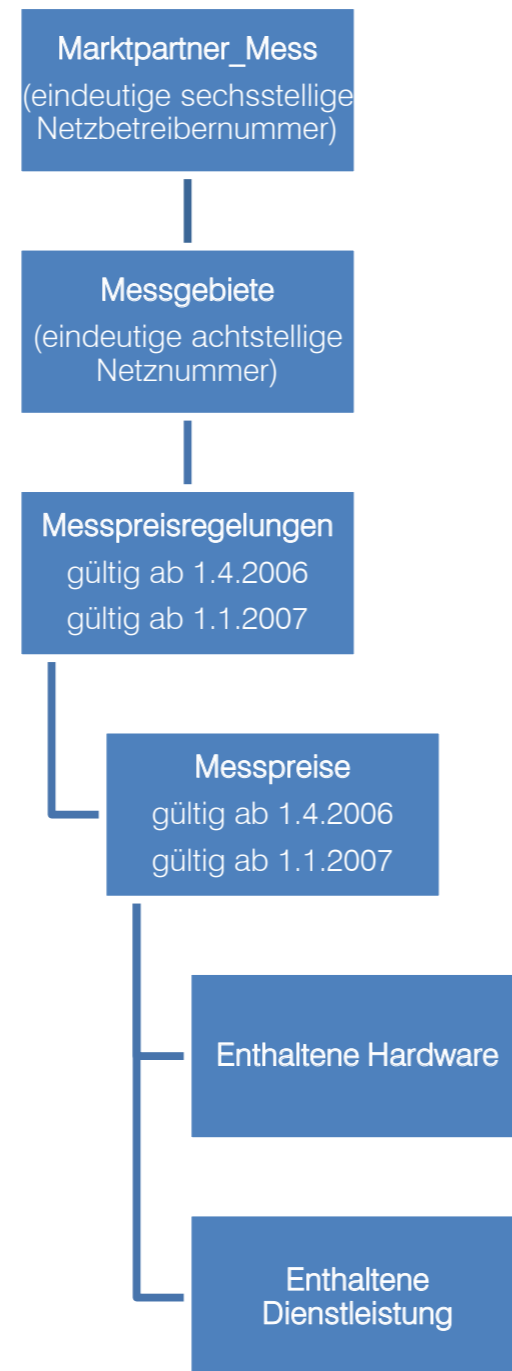 Marktpartner_Mess
(eindeutige sechsstellige
Netzbetreibernummer)
Messgebiete
(eindeutige achtstellige
Netznummer)
Messpreisregelungen
gültig ab 1.4.2006
gültig ab 1.1.2007
Messpreise
gültig ab 1.4.2006
gültig ab 1.1.2007
Enthaltene Hardware
Enthaltene
Dienstleistung